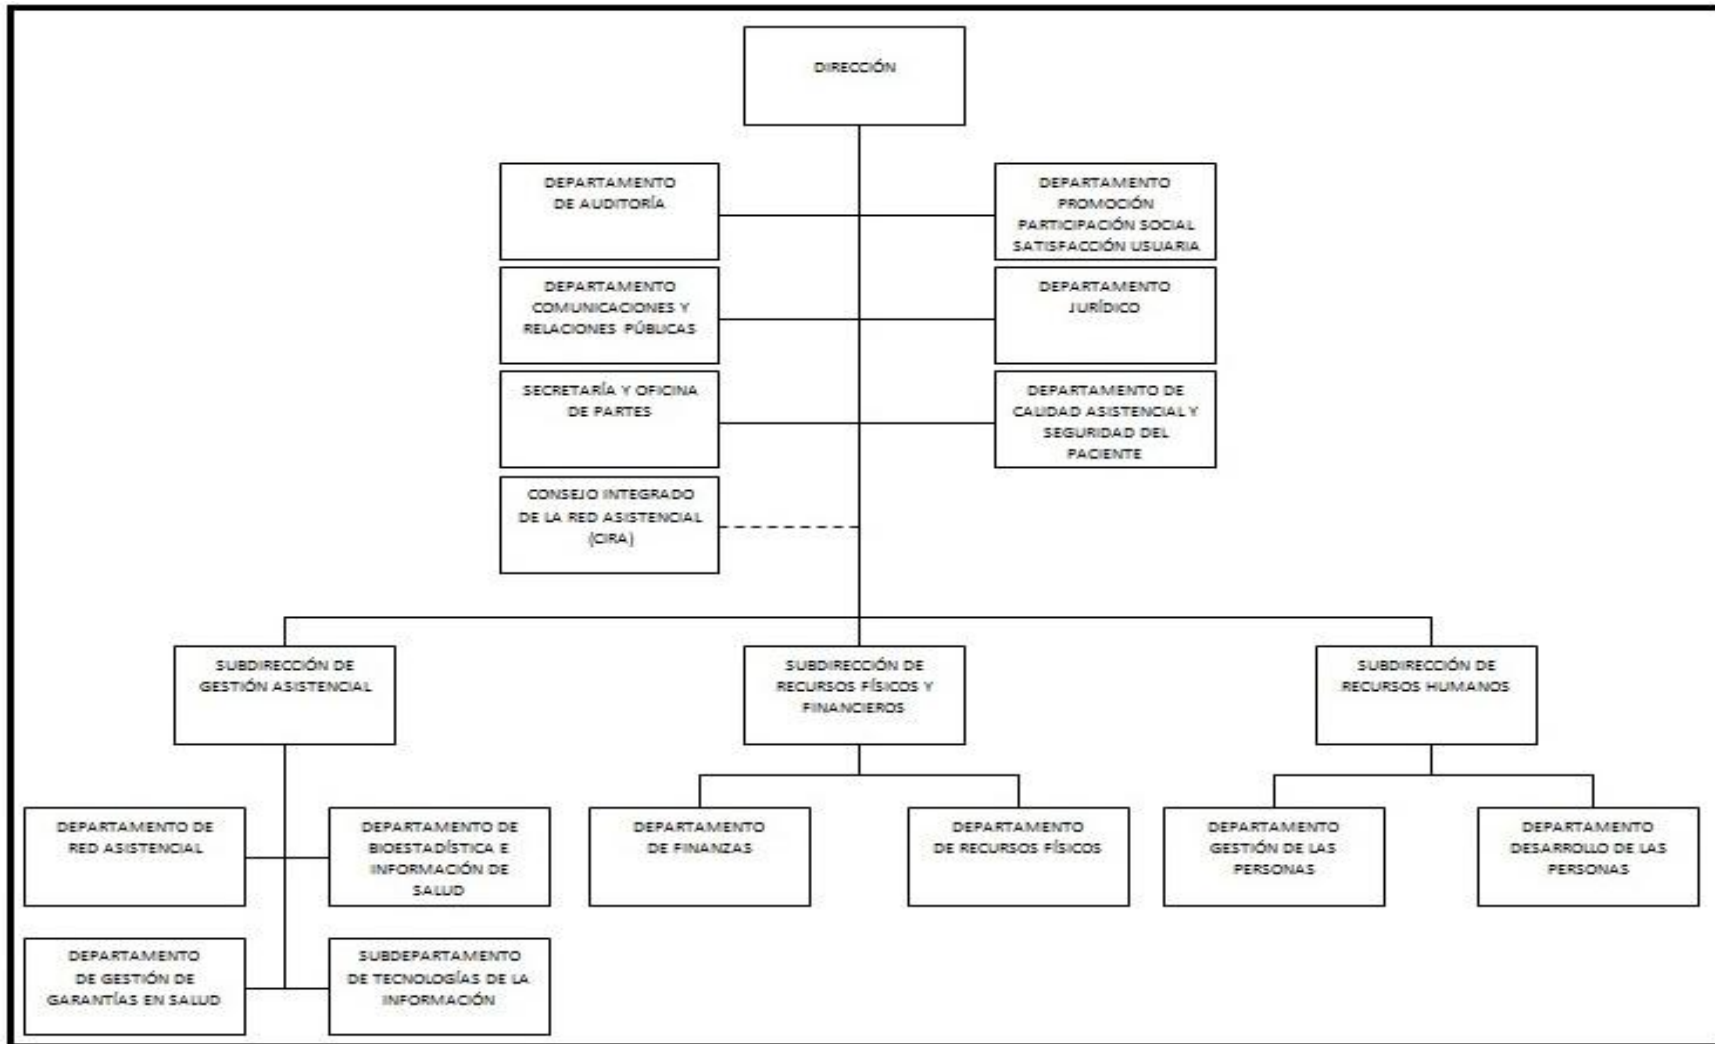 DIRECCIÓN
DEPARTAMENTO
DE AUDITORÍA
DEPARTAMENTO
PROMOCIÓN
PARTICIPACIÓN SOCIAL
SATISFACCIÓN USUARIA
DEPARTAMENTO
COMUNICACIONES Y
RELACIONES PÚBLICAS
DEPARTAMENTO
JURÍDICO
SECRETARÍA Y OFICINA
DE PARTES
DEPARTAMENTO DE
CALIDAD ASISTENCIAL Y
SEGURIDAD DEL
PACIENTE
CONSEJO INTEGRADO
DE LA RED ASISTENCIAL
(CIRA)
SUBDIRECCIÓN DE
GESTIÓN ASISTENCIAL
SUBDIRECCIÓN DE
RECURSOS FÍSICOS Y
FINANCIEROS
SUBDIRECCIÓN DE
RECURSOS HUMANOS
DEPARTAMENTO DE
RED ASISTENCIAL
DEPARTAMENTO DE
BIOESTADÍSTICA E
INFORMACIÓN DE
SALUD
DEPARTAMENTO
DE FINANZAS
DEPARTAMENTO
DE RECURSOS FÍSICOS
DEPARTAMENTO
GESTIÓN DE LAS
PERSONAS
DEPARTAMENTO
DESARROLLO DE LAS
PERSONAS
DEPARTAMENTO
DE GESTIÓN DE
GARANTÍAS EN SALUD
SUBDEPARTAMENTO
DE TECNOLOGÍAS DE LA
INFORMACIÓN